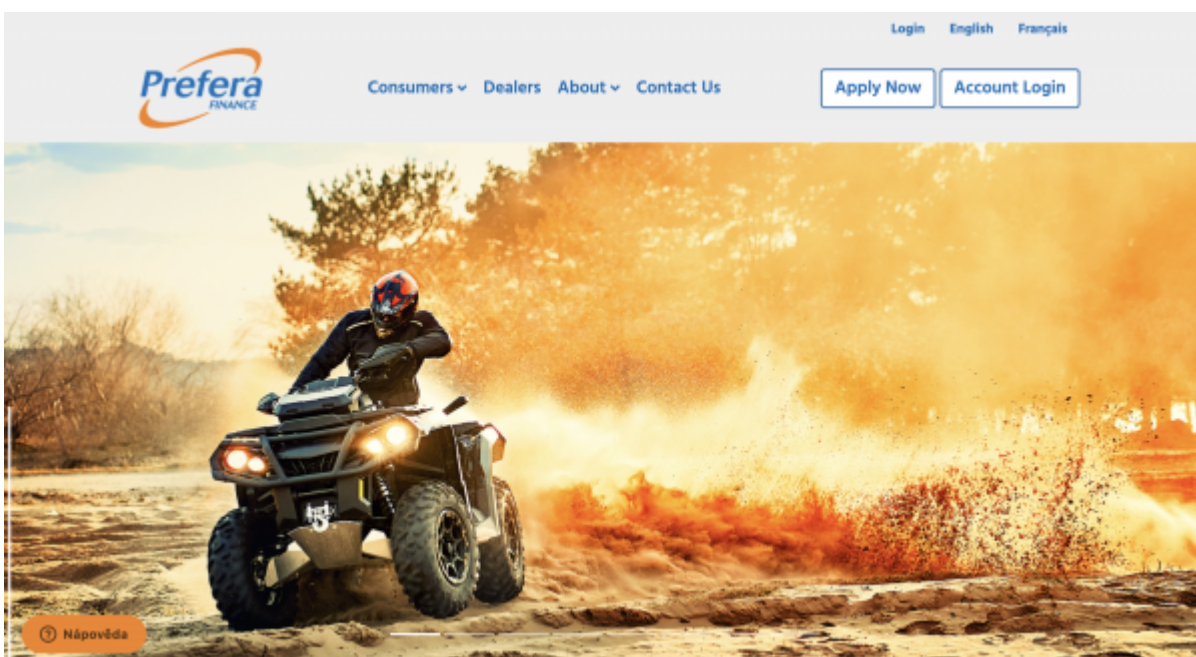 Login English Français
Prefera
FINANCE
Consumers Dealers About Contact Us
Apply Now Account Login
Nápověda